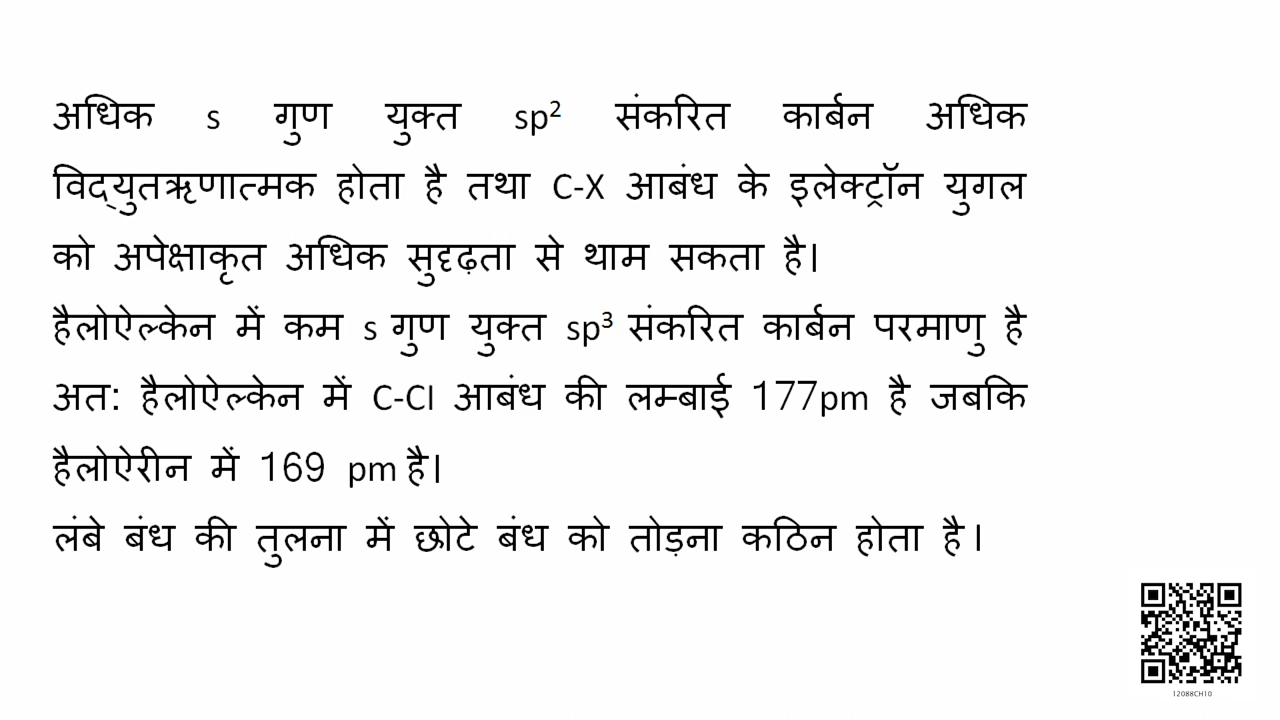 अधिक s गुण युक्त sp² संकरित कार्बन अधिक
विद्युतऋणात्मक होता है तथा C-X आबंध के इलेक्ट्रॉन युगल
को अपेक्षाकृत अधिक सुदृढ़ता से थाम सकता है।
हैलोऐल्केन में कम s गुण युक्त sp³ संकरित कार्बन परमाणु है
अत: हैलोऐल्केन में C-Cl आबंध की लम्बाई 177pm है जबकि
हैलोऐरीन में 169 pm है।
लंबे बंध की तुलना में छोटे बंध को तोड़ना कठिन होता है।
12088CH10